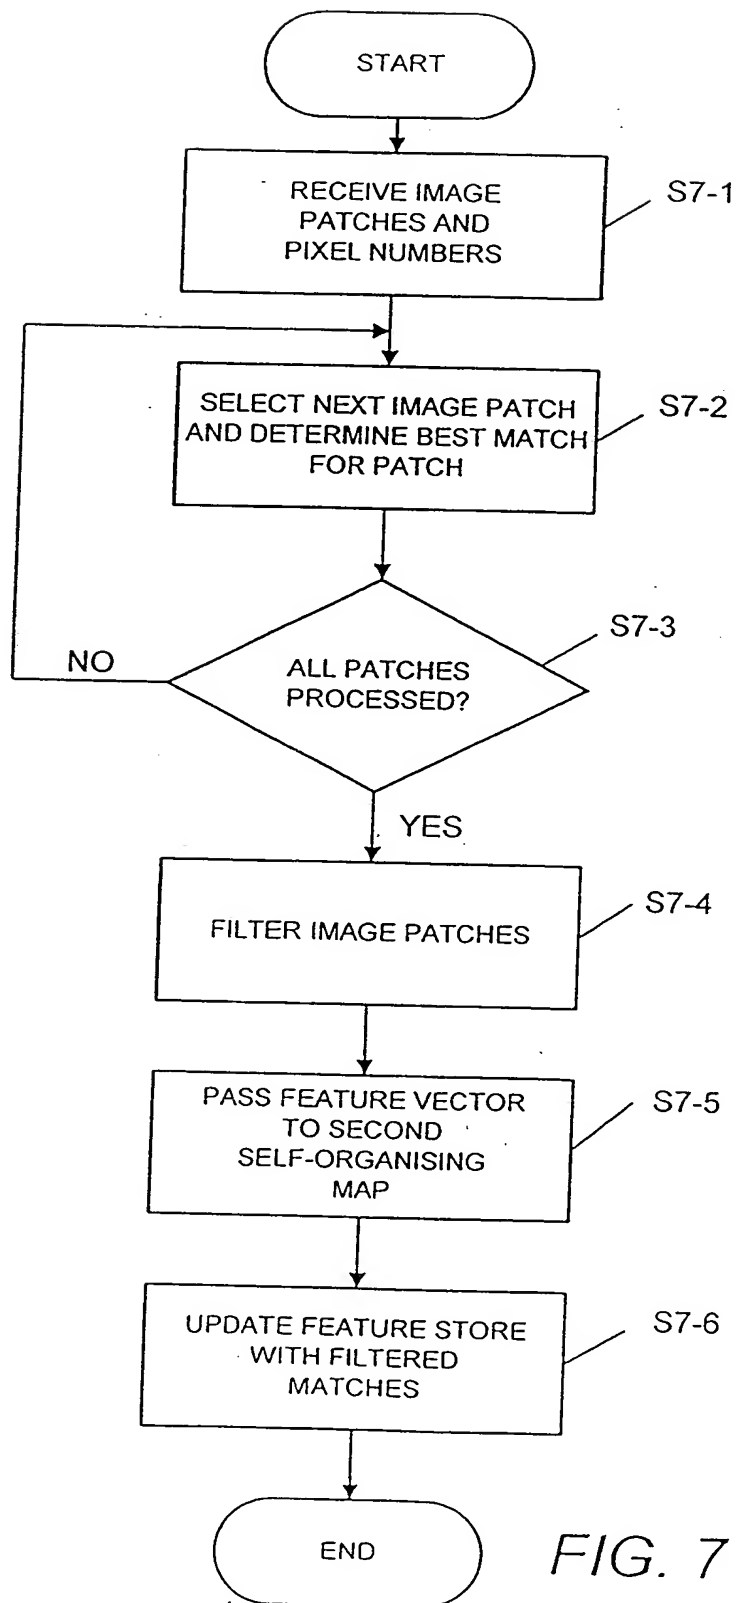 START
RECEIVE IMAGE
PATCHES AND
PIXEL NUMBERS
S7-1
SELECT NEXT IMAGE PATCH
AND DETERMINE BEST MATCH
FOR PATCH
S7-2
ALL PATCHES
PROCESSED?
S7-3
NO
YES
FILTER IMAGE PATCHES
S7-4
PASS FEATURE VECTOR
TO SECOND
SELF-ORGANISING
MAP
S7-5
UPDATE FEATURE STORE
WITH FILTERED
MATCHES
S7-6
END
FIG. 7